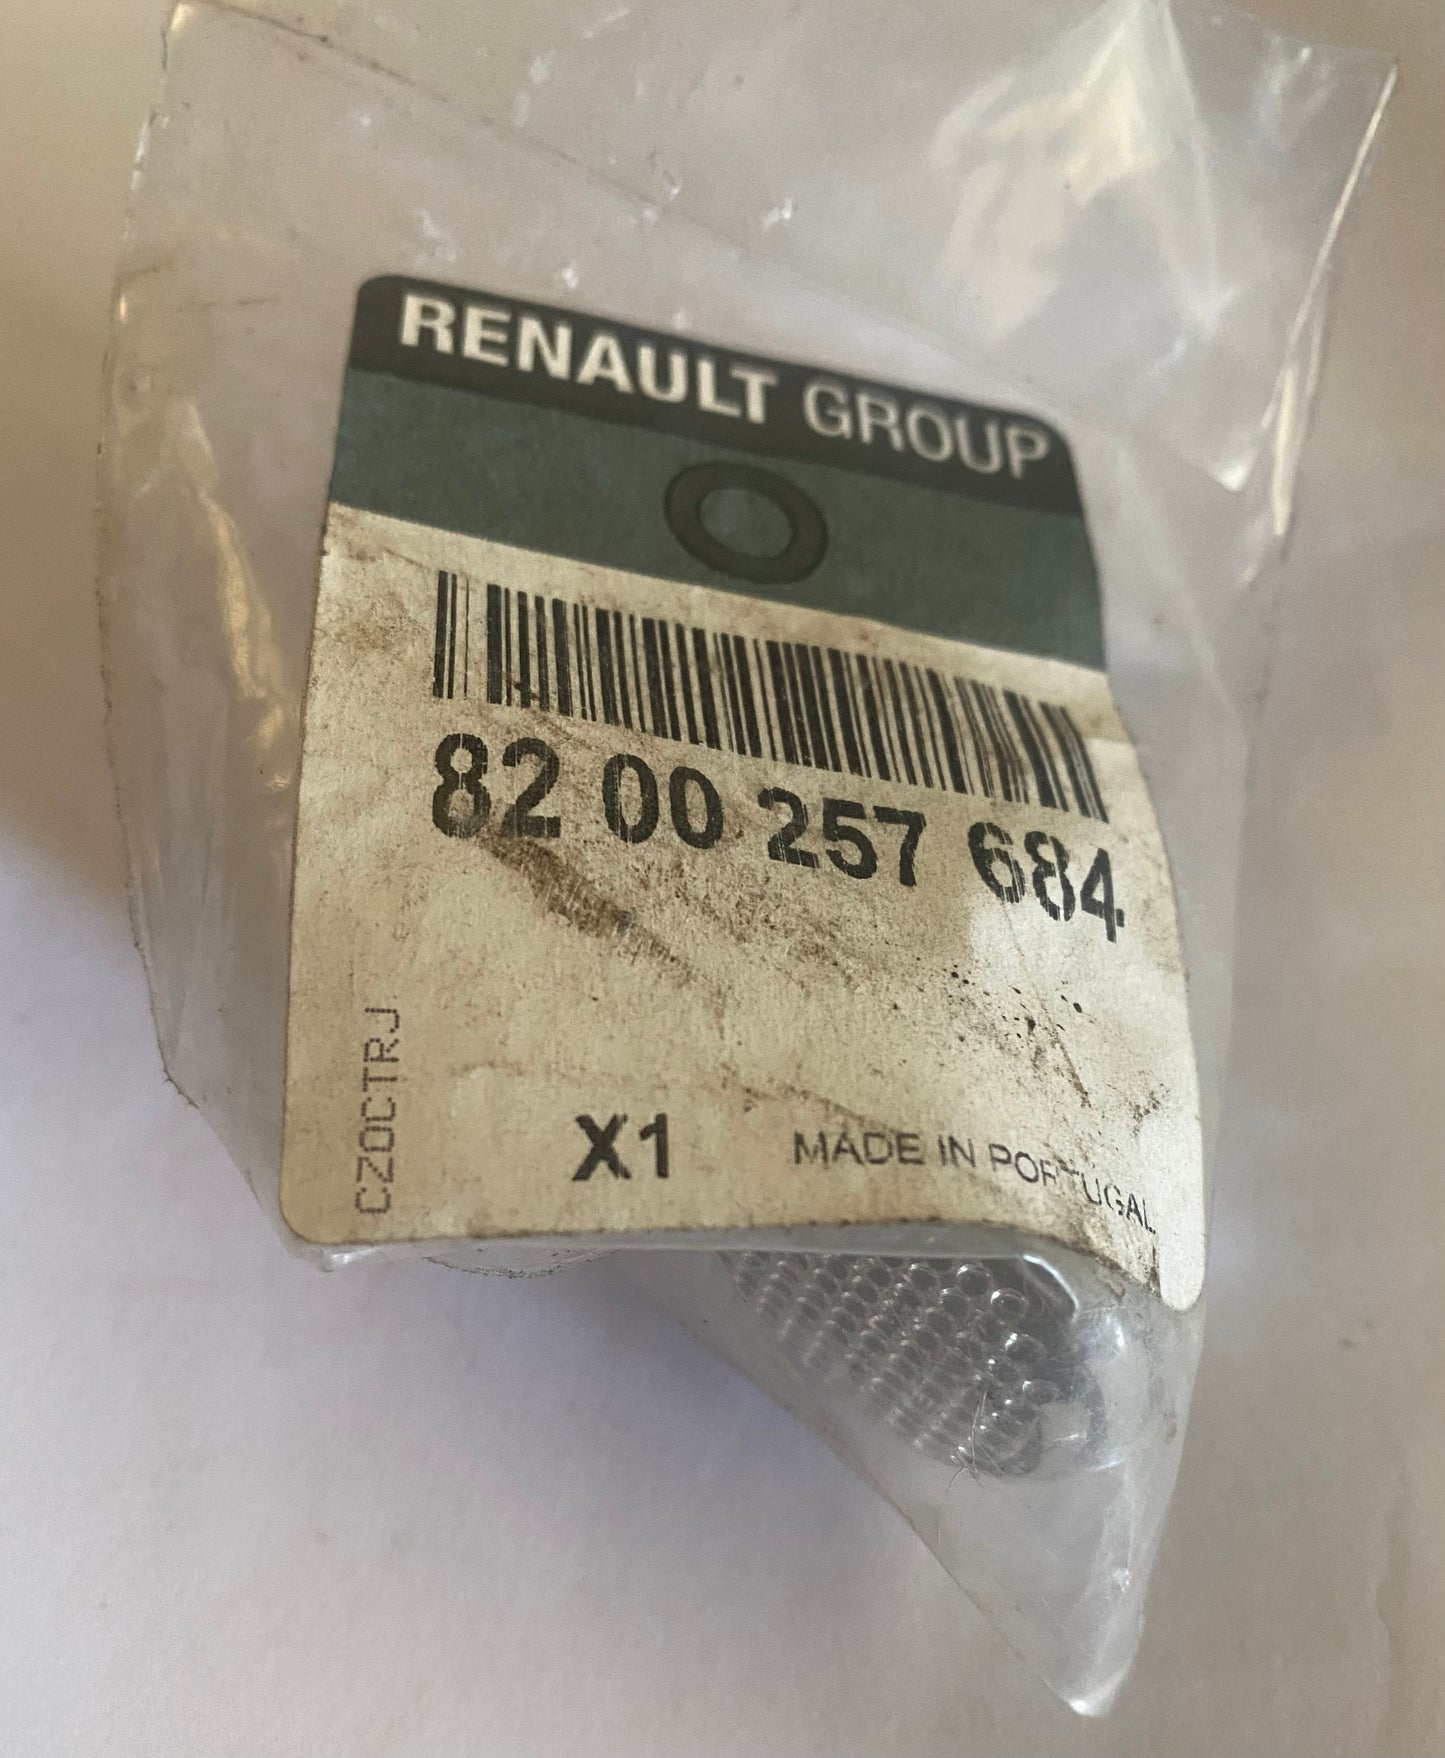 RENAULT GROUP
82 00 257 684
CZOCTRJ
X1
MADE IN PORTUGAL